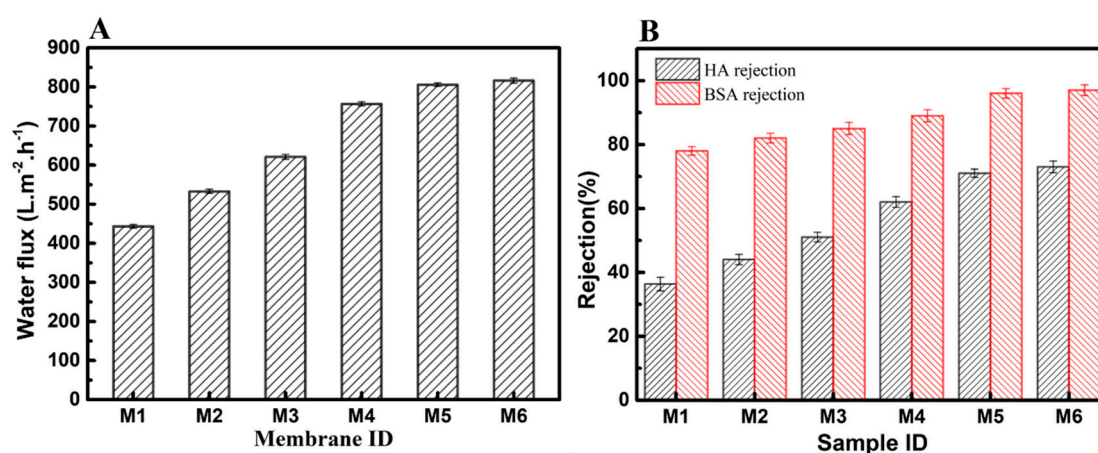 A
Water flux (L.m-2.h-1)
900
800
700
600
500
400
300
200
100
0
M1 M2 M3 M4 M5 M6
Membrane ID
B
HA rejection
BSA rejection
Rejection(%)
100
80
60
40
20
0
M1 M2 M3 M4 M5 M6
Sample ID